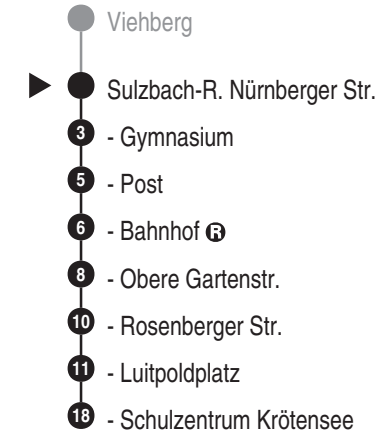 Viehberg
Sulzbach-R. Nürnberger Str.
3 - Gymnasium
5 - Post
6 - Bahnhof R
8 - Obere Gartenstr.
10 - Rosenberger Str.
11 - Luitpoldplatz
18 - Schulzentrum Krötensee